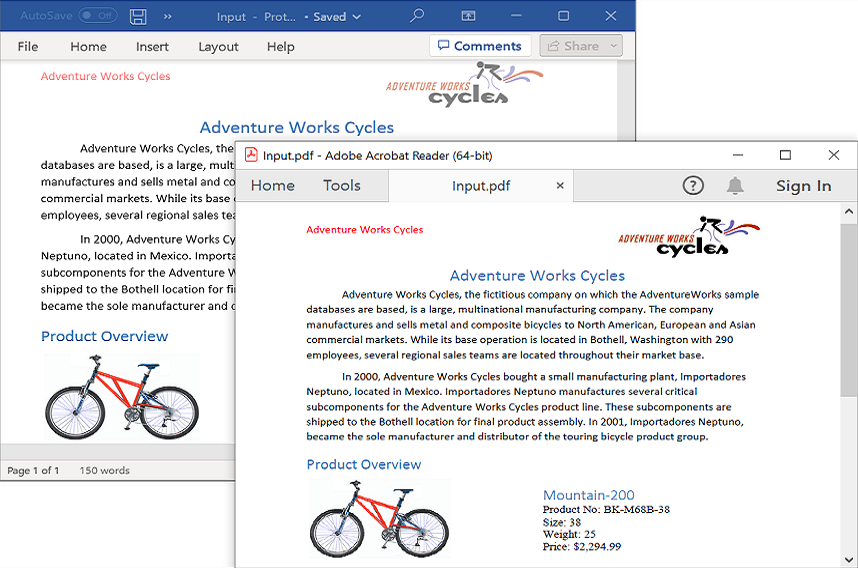 AutoSave Off Input - Prot... • Saved
File Home Insert Layout Help Comments Share
Adventure Works Cycles
ADVENTURE WORKS
cycles
Adventure Works Cycles
Adventure Works Cycles, the
databases are based, is a large, mult
manufactures and sells metal and co
commercial markets. While its base
employees, several regional sales tea
In 2000, Adventure Works Cy
Neptuno, located in Mexico. Importa
subcomponents for the Adventure W
shipped to the Bothell location for fi
became the sole manufacturer and d
Product Overview
Page 1 of 1 150 words
Input.pdf - Adobe Acrobat Reader (64-bit)
Home Tools Input.pdf × ? Sign In
Adventure Works Cycles
ADVENTURE WORKS
cycles
Adventure Works Cycles
Adventure Works Cycles, the fictitious company on which the AdventureWorks sample
databases are based, is a large, multinational manufacturing company. The company
manufactures and sells metal and composite bicycles to North American, European and Asian
commercial markets. While its base operation is located in Bothell, Washington with 290
employees, several regional sales teams are located throughout their market base.
In 2000, Adventure Works Cycles bought a small manufacturing plant, Importadores
Neptuno, located in Mexico. Importadores Neptuno manufactures several critical
subcomponents for the Adventure Works Cycles product line. These subcomponents are
shipped to the Bothell location for final product assembly. In 2001, Importadores Neptuno,
became the sole manufacturer and distributor of the touring bicycle product group.
Product Overview
Mountain-200
Product No: BK-M68B-38
Size: 38
Weight: 25
Price: $2,294.99